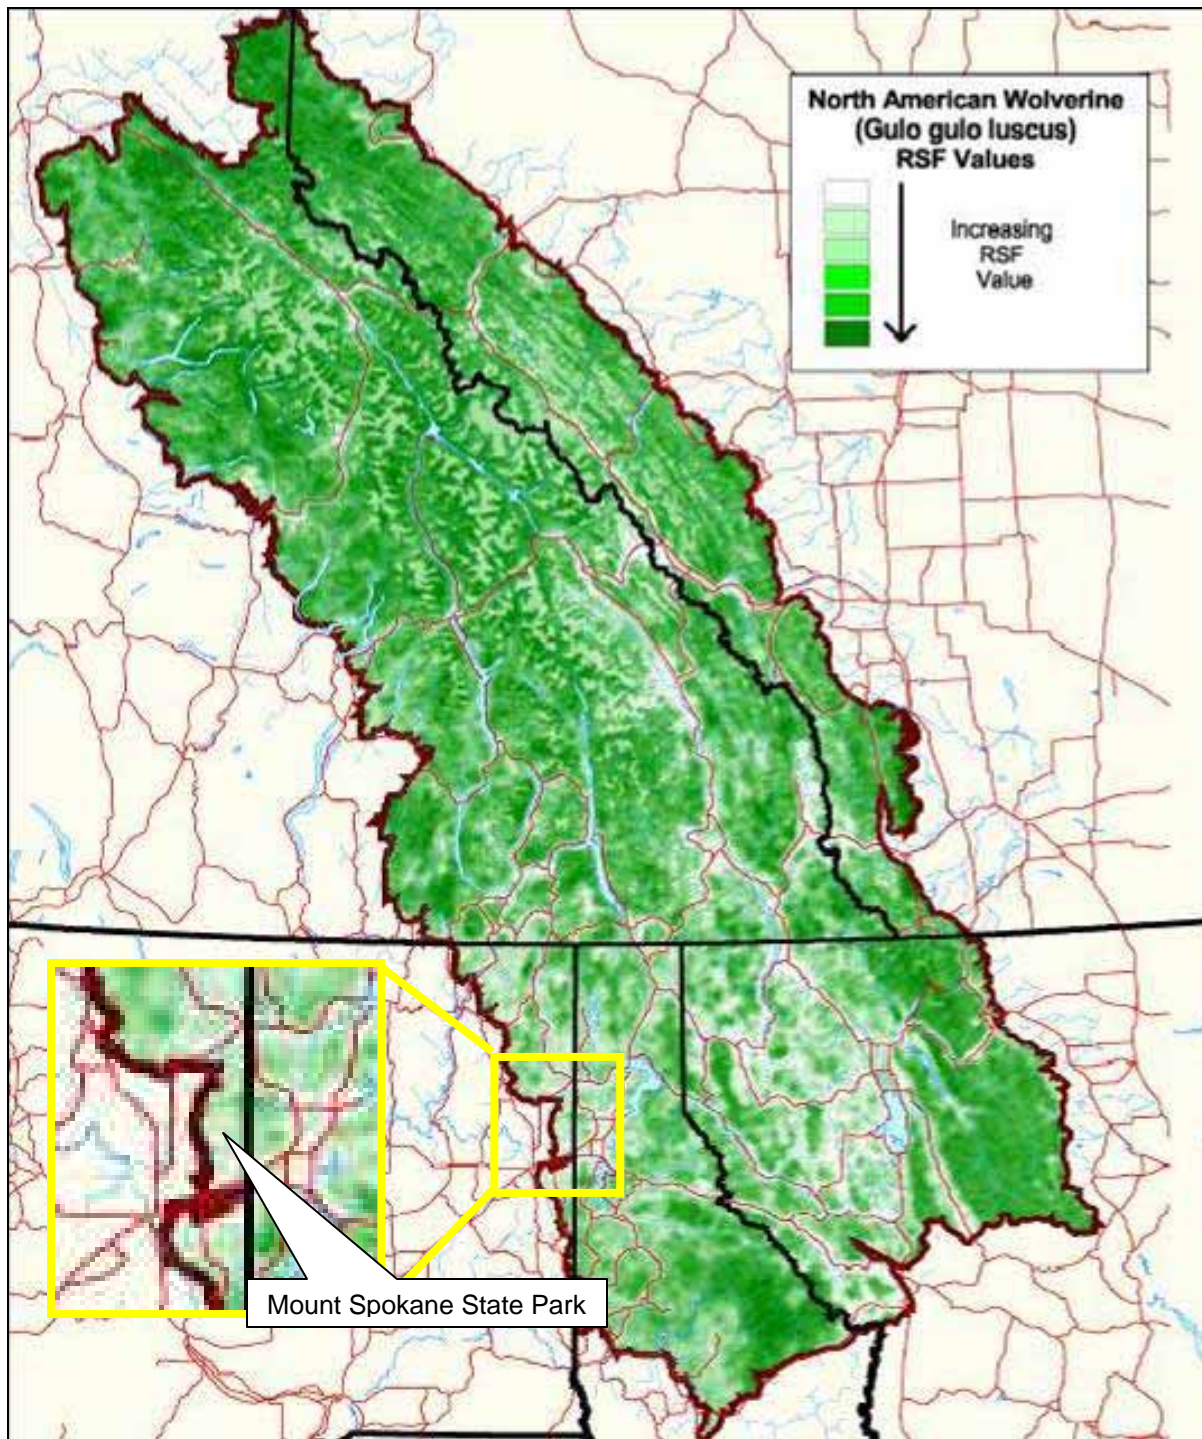 North American Wolverine
(Gulo gulo luscus)
RSF Values
Increasing
RSF
Value
Mount Spokane State Park